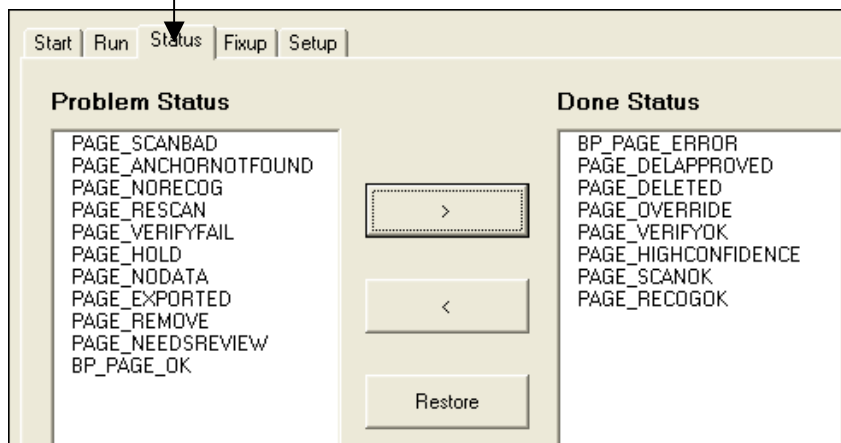 Start Run Status Fixup Setup
Problem Status
PAGE_SCANBAD
PAGE_ANCHORNOTFOUND
PAGE_NORECOG
PAGE_RESCAN
PAGE_VERIFYFAIL
PAGE_HOLD
PAGE_NODATA
PAGE_EXPORTED
PAGE_REMOVE
PAGE_NEEDSREVIEW
BP_PAGE_OK
>
<
Restore
Done Status
BP_PAGE_ERROR
PAGE_DELAPPROVED
PAGE_DELETED
PAGE_OVERRIDE
PAGE_VERIFYOK
PAGE_HIGHCONFIDENCE
PAGE_SCANOK
PAGE_RECOGOK